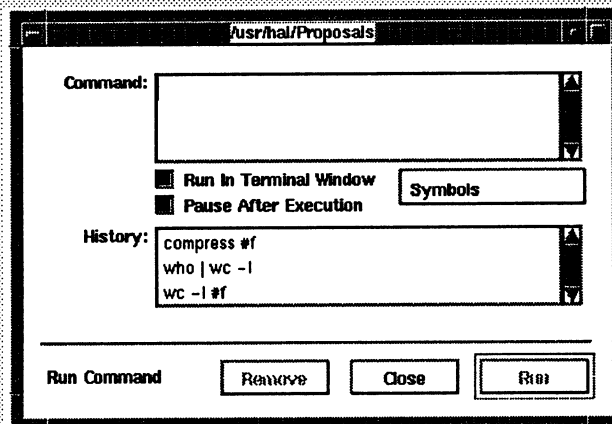 /usr/hal/Proposals
Command:
Run In Terminal Window
Pause After Execution
Symbols
History:
compress #f
who | wc -l
wc -l #f
Run Command
Remove
Close
Run